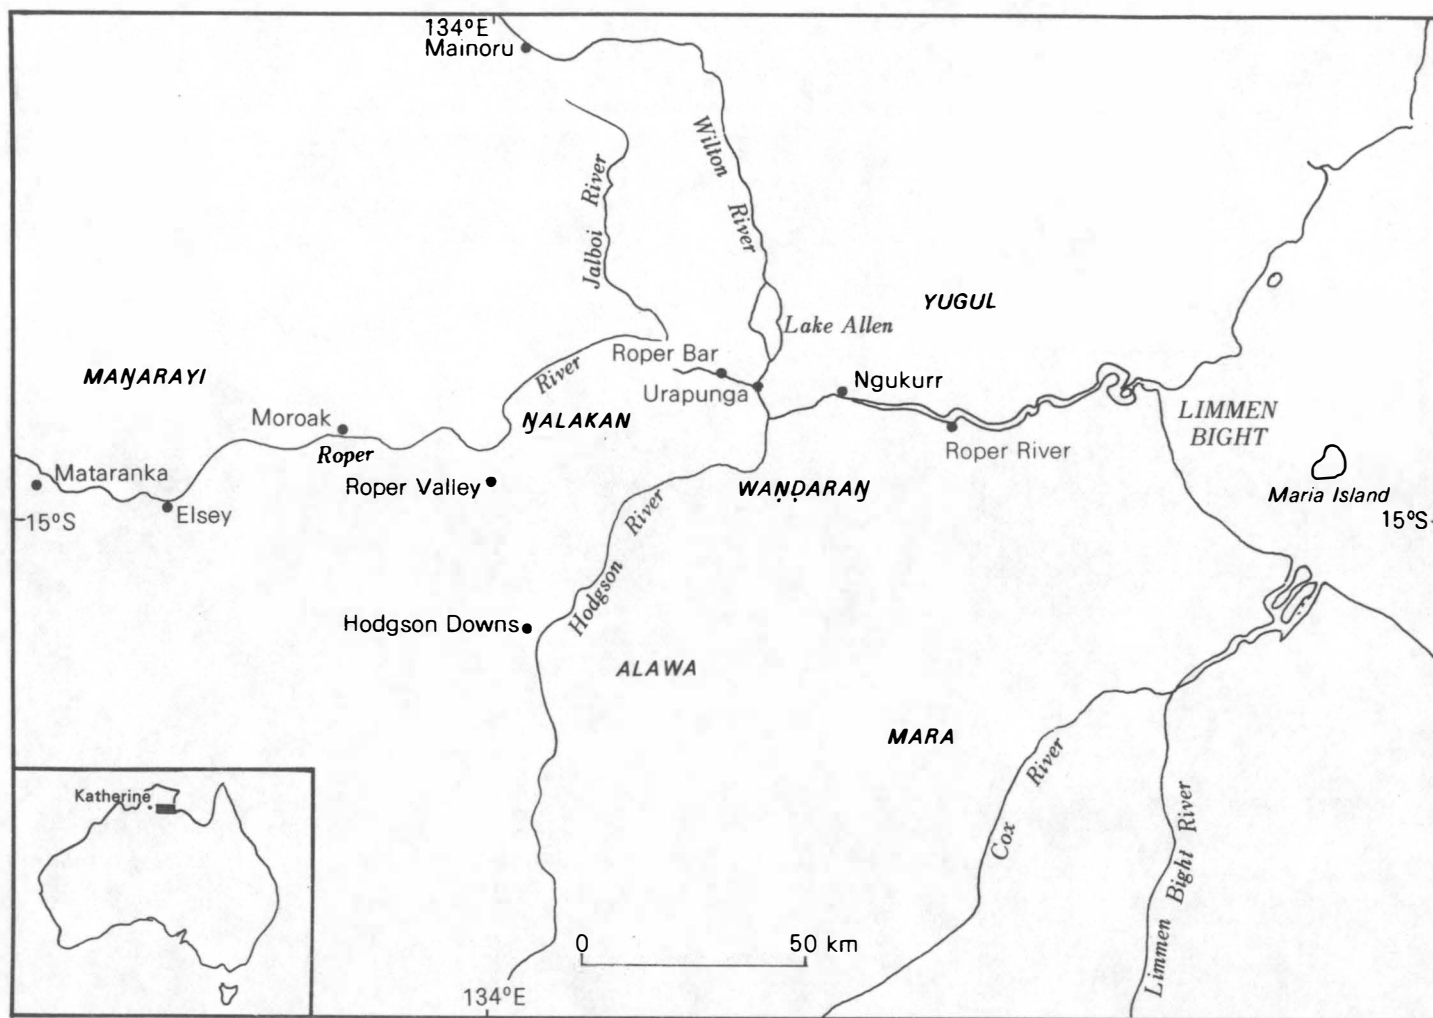 134°E
Mainoru
Wilton River
Jalboi River
YUGUL
Lake Allen
Roper Bar
MAŊARAYI
River
Urapunga
Ngukurr
Moroak
ŊALAKAN
LIMMEN
BIGHT
Roper
Roper River
Mataranka
Roper Valley
WAṆḌARAŊ
Maria Island
Elsey
15°S
15°S
River
Hodgson
Hodgson Downs
ALAWA
MARA
River
Cox
Limmen Bight River
Katherine
0 50 km
134°E